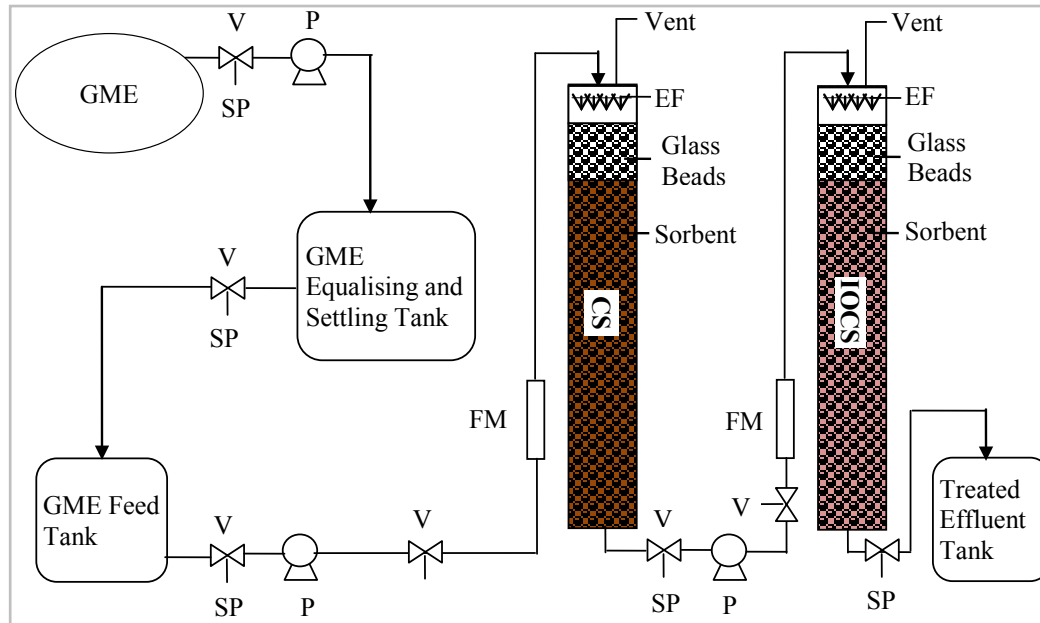 V
P
GME
SP
GME
Equalising and
Settling Tank
V
SP
GME Feed
Tank
V
SP
P
V
FM
Vent
EF
Glass
Beads
Sorbent
CS
V
SP
P
V
FM
Vent
EF
Glass
Beads
Sorbent
IOCS
SP
Treated
Effluent
Tank